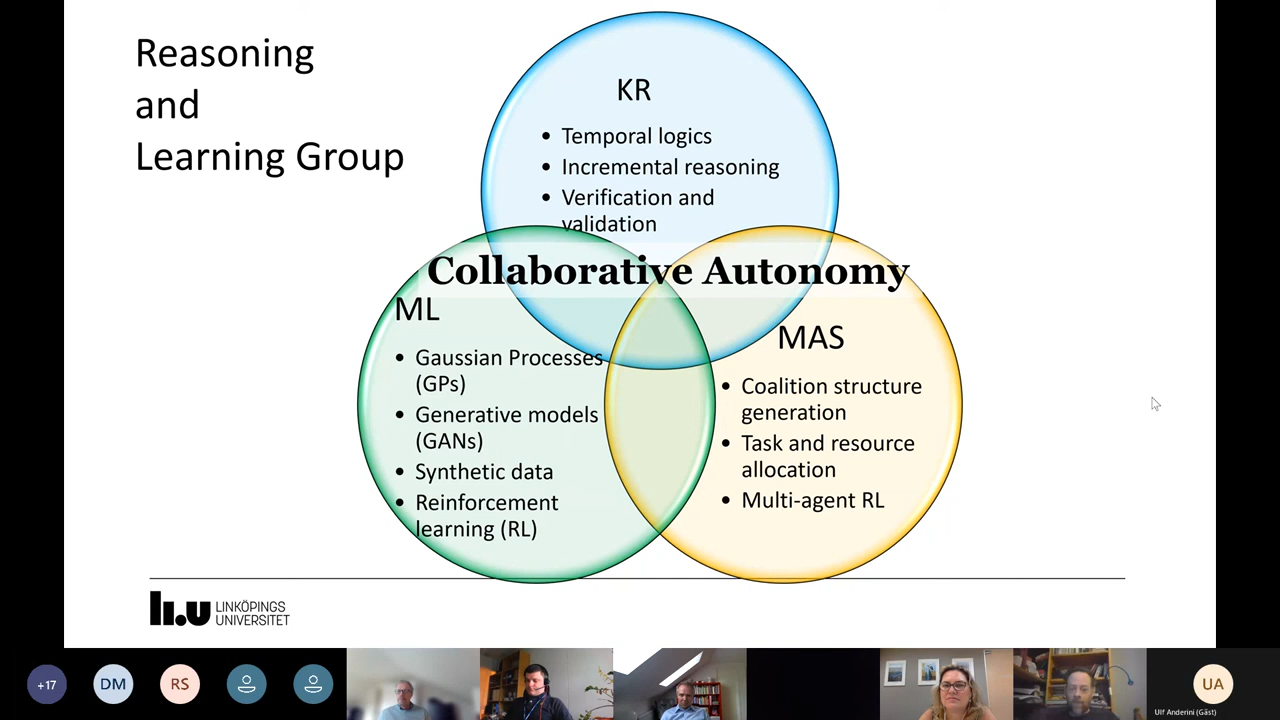 Reasoning
and
Learning Group
KR
• Temporal logics
• Incremental reasoning
• Verification and
validation
Collaborative Autonomy
ML
• Gaussian Processes
(GPs)
• Generative models
(GANs)
• Synthetic data
• Reinforcement
learning (RL)
MAS
• Coalition structure
generation
• Task and resource
allocation
• Multi-agent RL
LI.U LINKÖPINGS
UNIVERSITET
+17
DM
RS
UA
Ulf Anderini (Gäst)